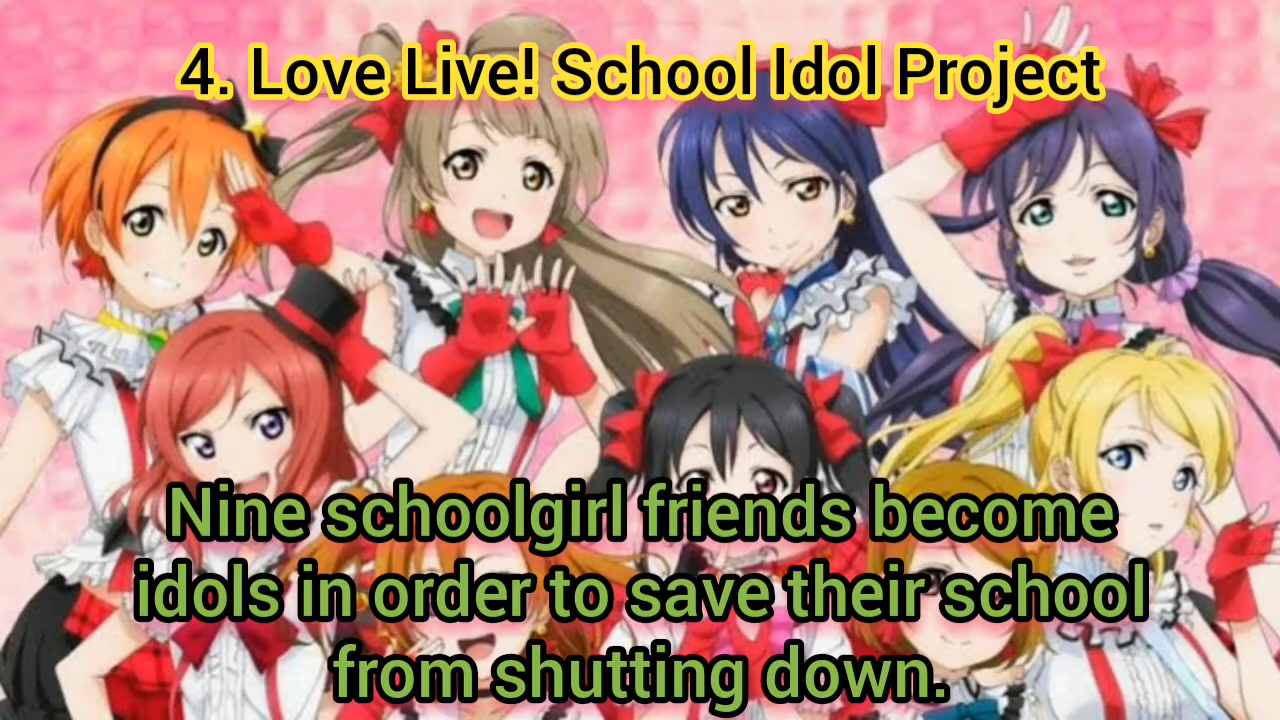 4. Love Live! School Idol Project
Nine schoolgirl friends become
idols in order to save their school
from shutting down.